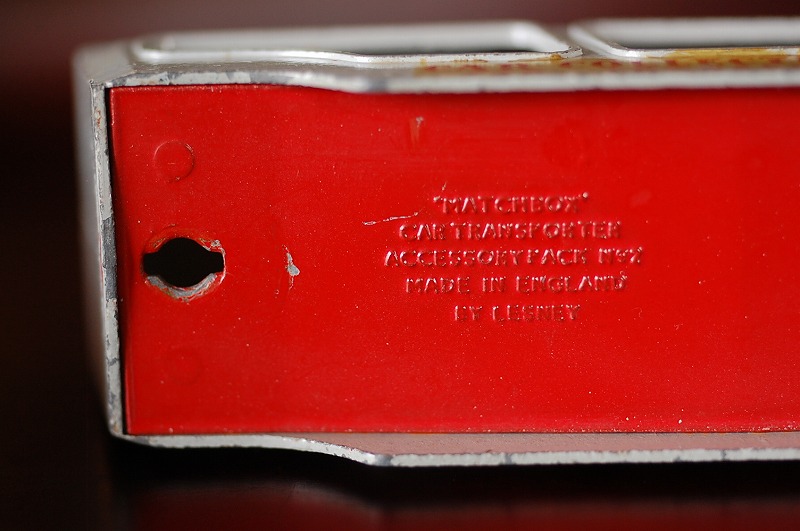 "MATCHBOX"
CAR TRANSPORTER
ACCESSORY PACK Nº2
MADE IN ENGLAND
BY LESNEY